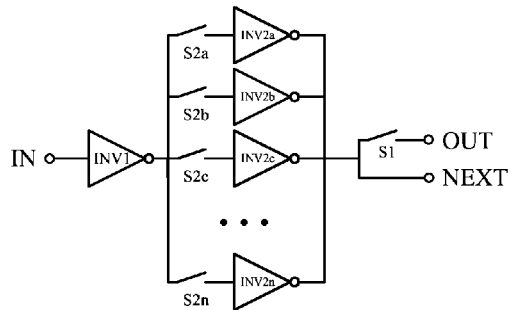 INV2a
S2a
INV2b
S2b
IN
INV1
INV2c
S2c
S1
OUT
NEXT
INV2n
S2n